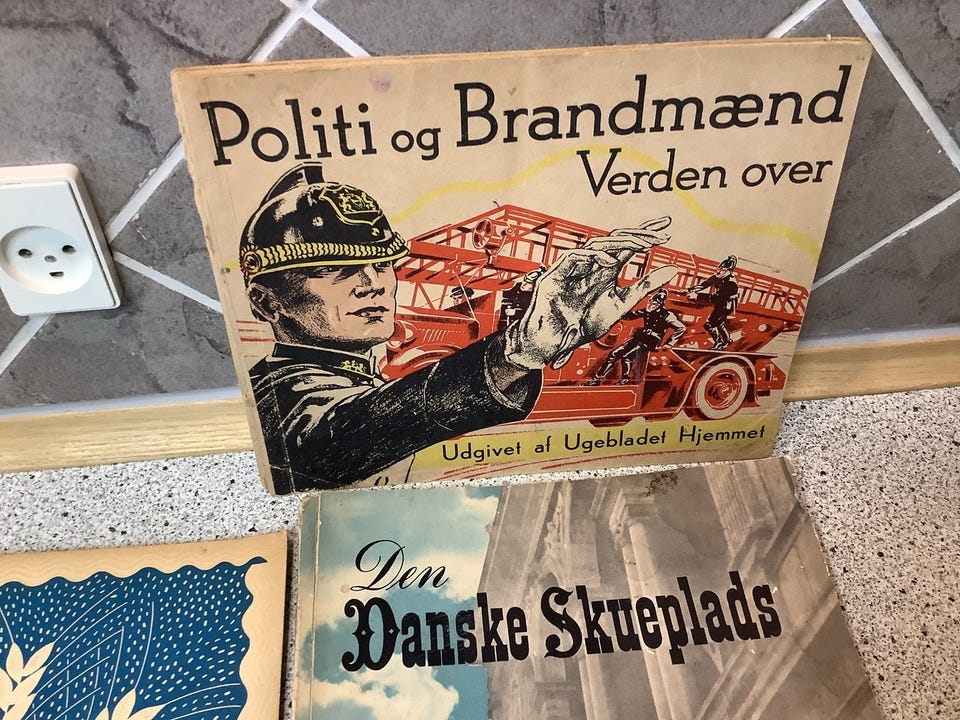 Politi og Brandmænd
Verden over
Udgivet af Ugebladet Hjemmet
Den
Danske Skueplads